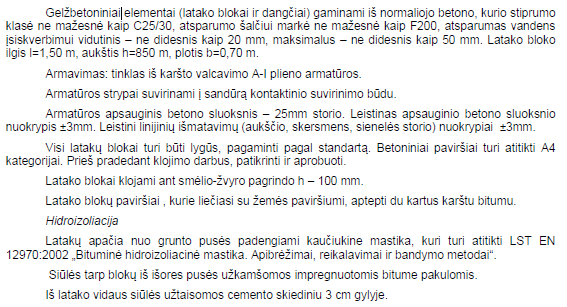 Gelžbetoniniai elementai (latako blokai ir dangčiai) gaminami iš normaliojo betono, kurio stiprumo
klasė ne mažesnė kaip C25/30, atsparumo šalčiui markė ne mažesnė kaip F200, atsparumas vandens
įsiskverbimui vidutinis – ne didesnis kaip 20 mm, maksimalus – ne didesnis kaip 50 mm. Latako bloko
ilgis l=1,50 m, aukštis h=850 m, plotis b=0,70 m.
Armavimas: tinklas iš karšto valcavimo A-I plieno armatūros.
Armatūros strypai suvirinami į sandūrą kontaktinio suvirinimo būdu.
Armatūros apsauginis betono sluoksnis – 25mm storio. Leistinas apsauginio betono sluoksnio
nuokrypis ±3mm. Leistini linijinių išmatavimų (aukščio, skersmens, sienelės storio) nuokrypiai ±3mm.
Visi latakų blokai turi būti lygūs, pagaminti pagal standartą. Betoniniai paviršiai turi atitikti A4
kategorijai. Prieš pradedant klojimo darbus, patikrinti ir aprobuoti.
Latako blokai klojami ant smėlio-žvyro pagrindo h – 100 mm.
Latako blokų paviršiai , kurie liečiasi su žemės paviršiumi, aptepti du kartus karštu bitumu.
Hidroizoliacija
Latakų apačia nuo grunto pusės padengiami kaučiukine mastika, kuri turi atitikti LST EN
12970:2002 „Bituminė hidroizoliacinė mastika. Apibrėžimai, reikalavimai ir bandymo metodai“.
Siūlės tarp blokų iš išores pusės užkamšomos impregnuotomis bitume pakulomis.
Iš latako vidaus siūlės užtaisomos cemento skiediniu 3 cm gylyje.